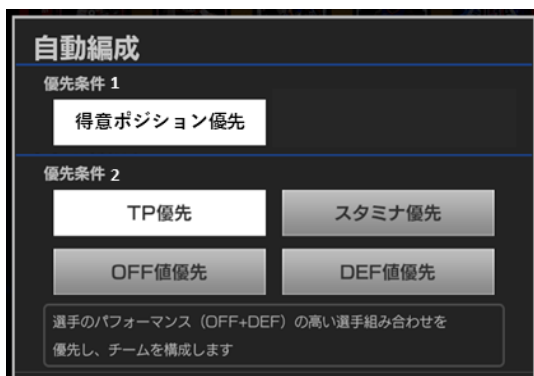 自動編成
優先条件 1
得意ポジション優先
優先条件 2
TP優先
スタミナ優先
OFF値優先
DEF値優先
選手のパフォーマンス（OFF+DEF）の高い選手組み合わせを
優先し、チームを構成します